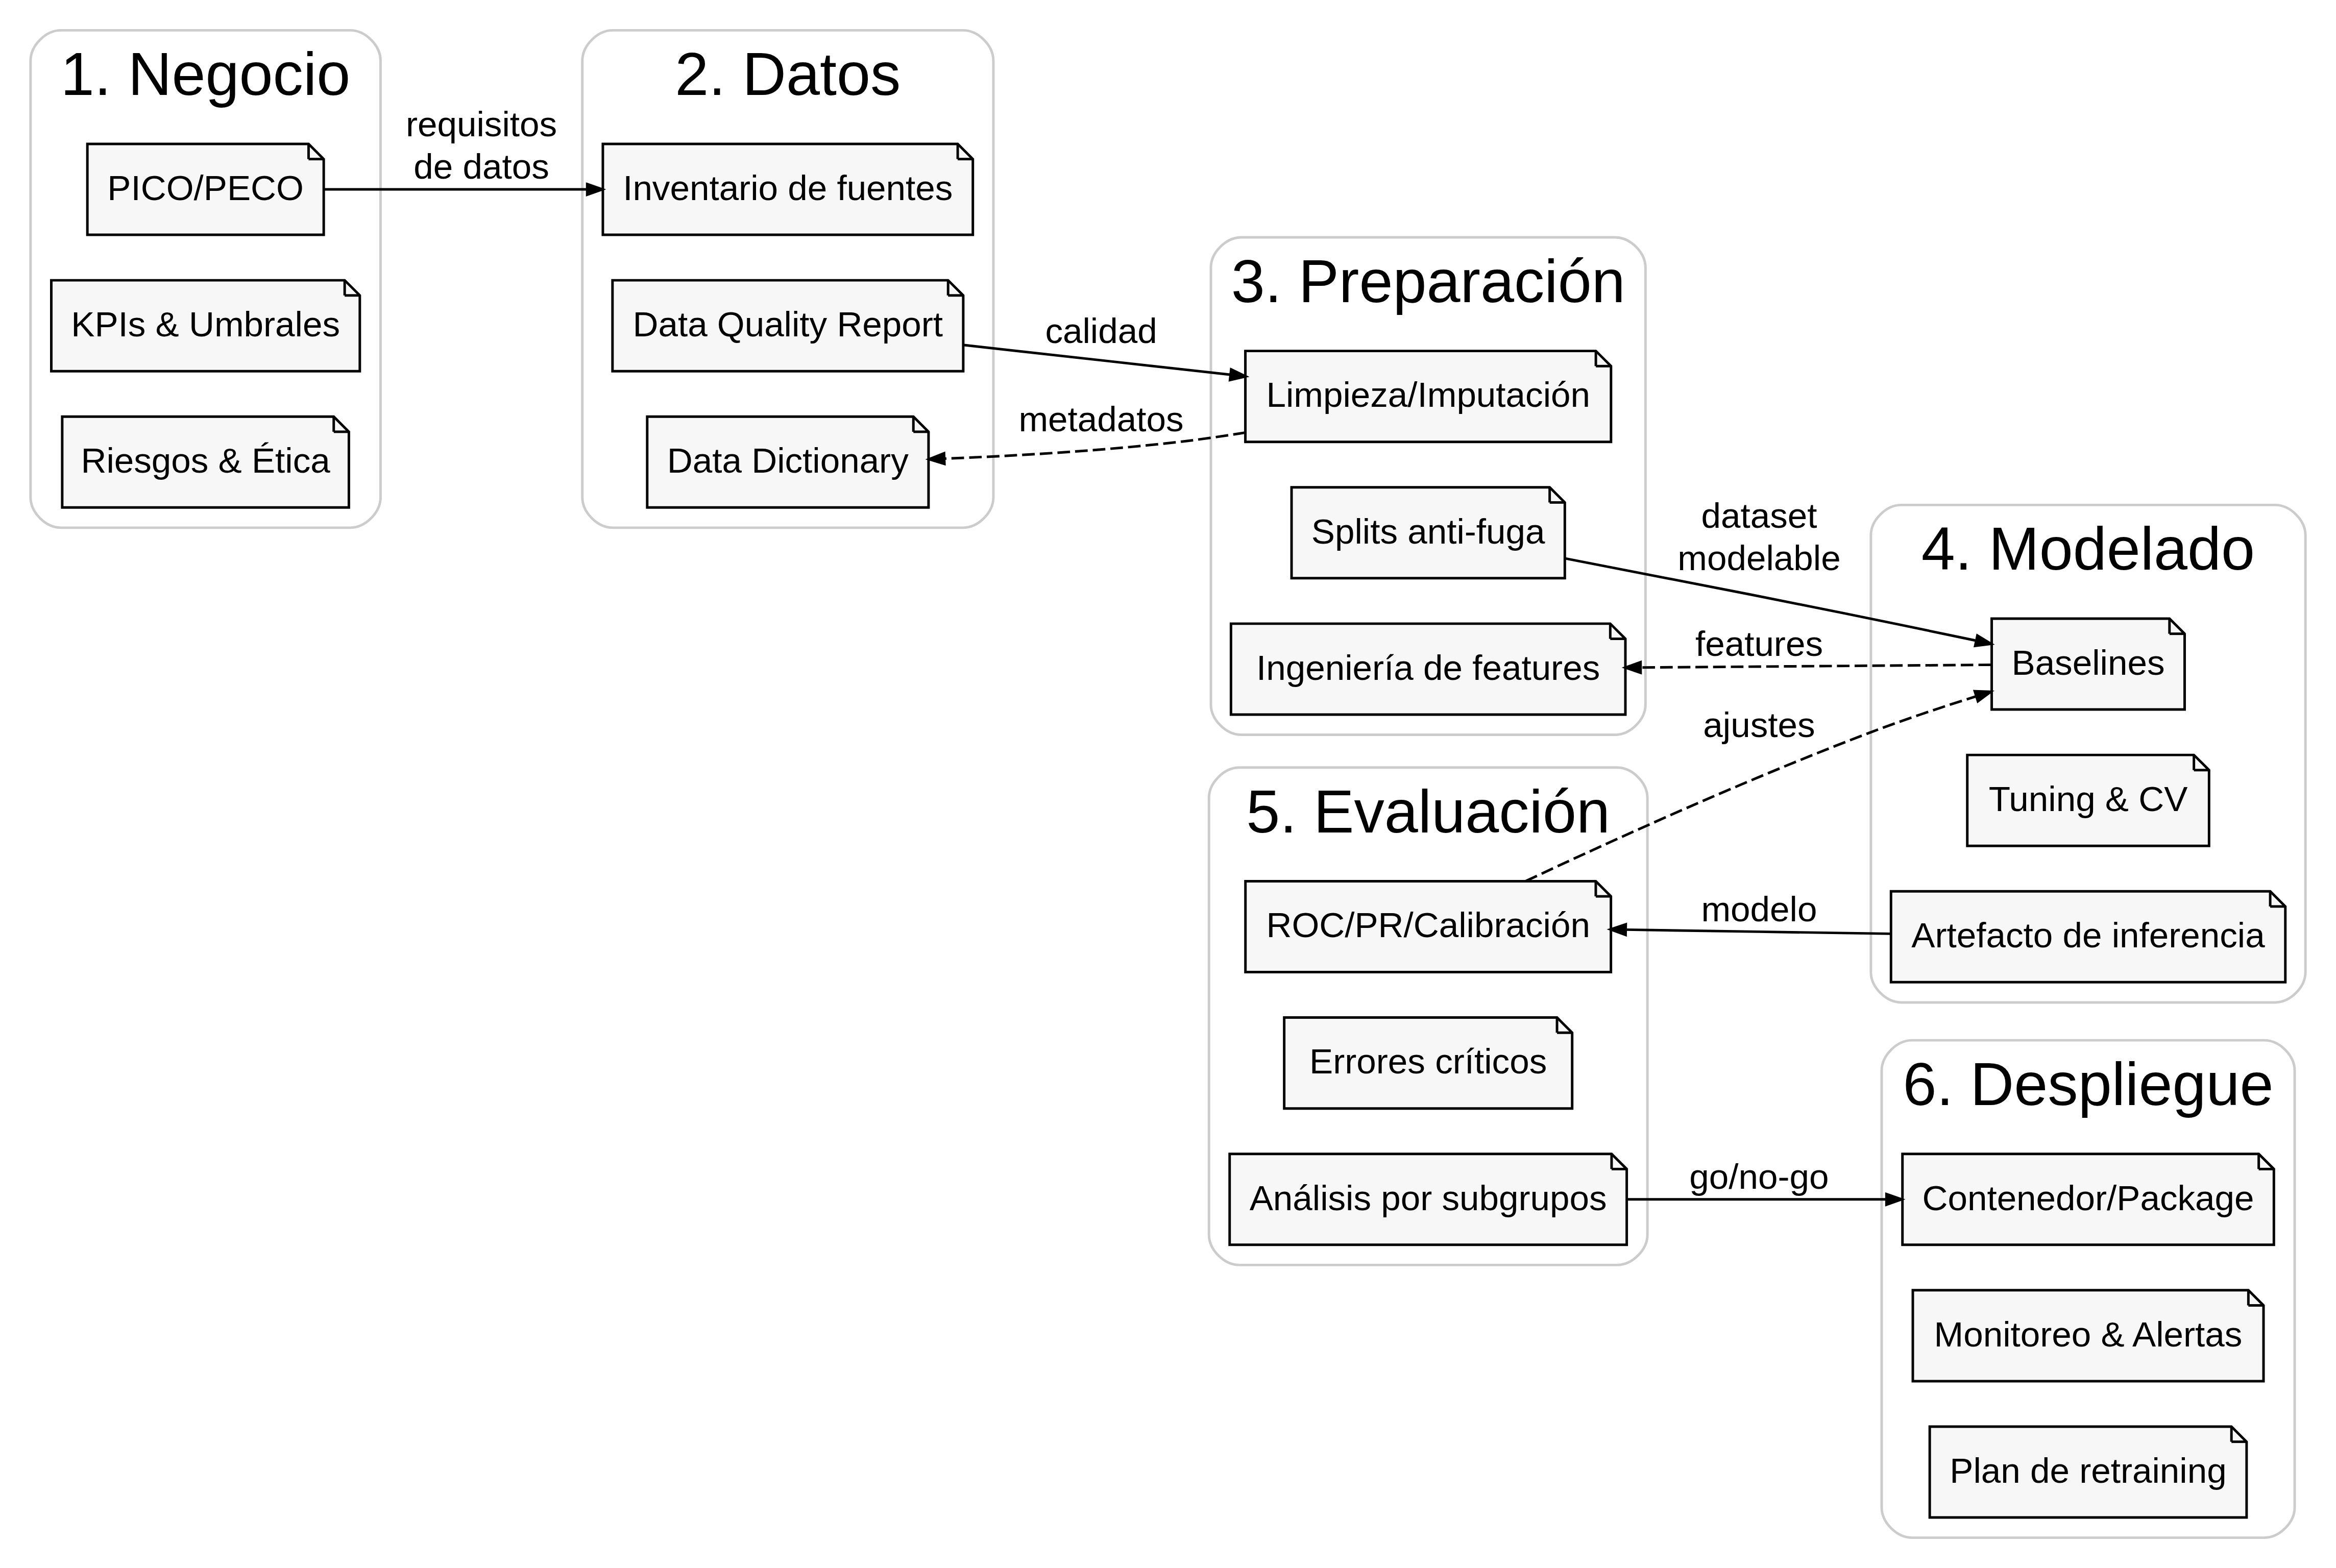 1. Negocio
PICO/PECO
KPIs & Umbrales
Riesgos & Ética
requisitos
de datos
2. Datos
Inventario de fuentes
Data Quality Report
Data Dictionary
calidad
metadatos
3. Preparación
Limpieza/Imputación
Splits anti-fuga
Ingeniería de features
dataset
modelable
features
ajustes
4. Modelado
Baselines
Tuning & CV
Artefacto de inferencia
modelo
5. Evaluación
ROC/PR/Calibración
Errores críticos
Análisis por subgrupos
go/no-go
6. Despliegue
Contenedor/Package
Monitoreo & Alertas
Plan de retraining